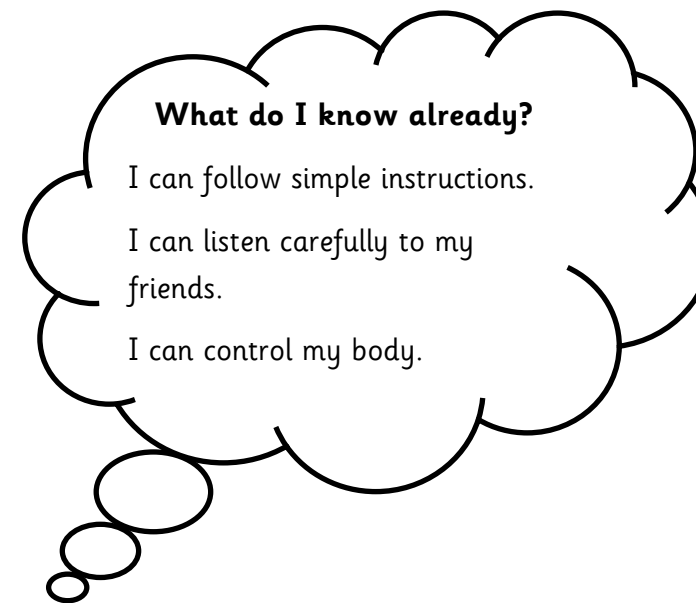 What do I know already?
I can follow simple instructions.
I can listen carefully to my
friends.
I can control my body.